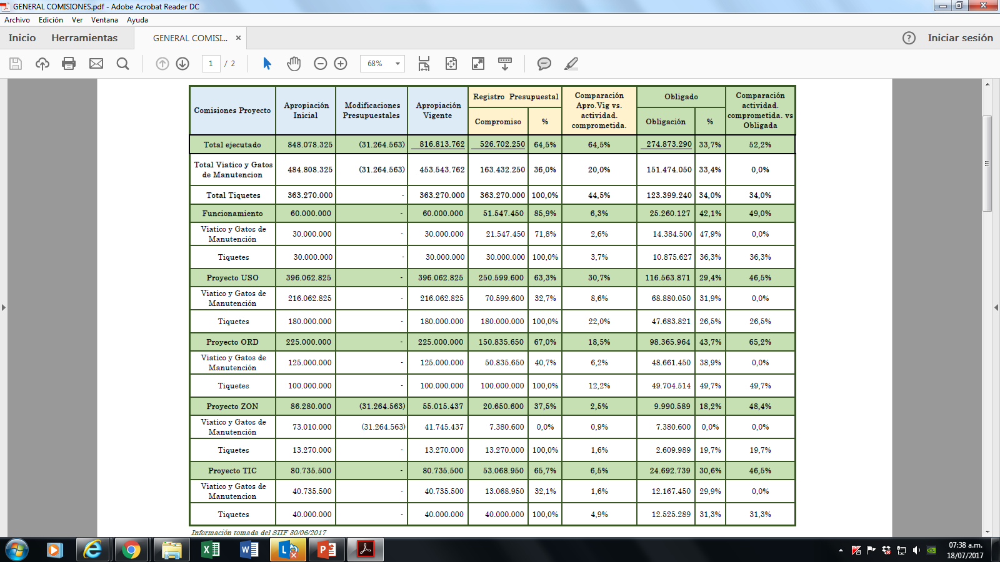 GENERAL COMISIONES.pdf - Adobe Acrobat Reader DC
Archivo Edición Ver Ventana Ayuda
Inicio Herramientas GENERAL COMISI... × ? Iniciar sesión
1 / 2 68%
Comisiones Proyecto Apropiación Inicial Modificaciones Presupuestales Apropiación Vigente Registro Presupuestal Compromiso % Comparación Apro.Vig vs. actividad. comprometida. Obligado Obligación % Comparación actividad. comprometida. vs Obligada
Total ejecutado 848.078.325 (31.264.563) 816.813.762 526.702.250 64,5% 64,5% 274.873.290 33,7% 52,2%
Total Viatico y Gatos de Manutencion 484.808.325 (31.264.563) 453.543.762 163.432.250 36,0% 20,0% 151.474.050 33,4% 0,0%
Total Tiquetes 363.270.000 - 363.270.000 363.270.000 100,0% 44,5% 123.399.240 34,0% 34,0%
Funcionamiento 60.000.000 - 60.000.000 51.547.450 85,9% 6,3% 25.260.127 42,1% 49,0%
Viatico y Gatos de Manutención 30.000.000 - 30.000.000 21.547.450 71,8% 2,6% 14.384.500 47,9% 0,0%
Tiquetes 30.000.000 - 30.000.000 30.000.000 100,0% 3,7% 10.875.627 36,3% 36,3%
Proyecto USO 396.062.825 - 396.062.825 250.599.600 63,3% 30,7% 116.563.871 29,4% 46,5%
Viatico y Gatos de Manutención 216.062.825 - 216.062.825 70.599.600 32,7% 8,6% 68.880.050 31,9% 0,0%
Tiquetes 180.000.000 - 180.000.000 180.000.000 100,0% 22,0% 47.683.821 26,5% 26,5%
Proyecto ORD 225.000.000 - 225.000.000 150.835.650 67,0% 18,5% 98.365.964 43,7% 65,2%
Viatico y Gatos de Manutención 125.000.000 - 125.000.000 50.835.650 40,7% 6,2% 48.661.450 38,9% 0,0%
Tiquetes 100.000.000 - 100.000.000 100.000.000 100,0% 12,2% 49.704.514 49,7% 49,7%
Proyecto ZON 86.280.000 (31.264.563) 55.015.437 20.650.600 37,5% 2,5% 9.990.589 18,2% 48,4%
Viatico y Gatos de Manutención 73.010.000 (31.264.563) 41.745.437 7.380.600 0,0% 0,9% 7.380.600 0,0% 0,0%
Tiquetes 13.270.000 - 13.270.000 13.270.000 100,0% 1,6% 2.609.989 19,7% 19,7%
Proyecto TIC 80.735.500 - 80.735.500 53.068.950 65,7% 6,5% 24.692.739 30,6% 46,5%
Viatico y Gatos de Manutencion 40.735.500 - 40.735.500 13.068.950 32,1% 1,6% 12.167.450 29,9% 0,0%
Tiquetes 40.000.000 - 40.000.000 40.000.000 100,0% 4,9% 12.525.289 31,3% 31,3%
Información tomada del SIIF 30/06/2017
07:38 a.m.
18/07/2017